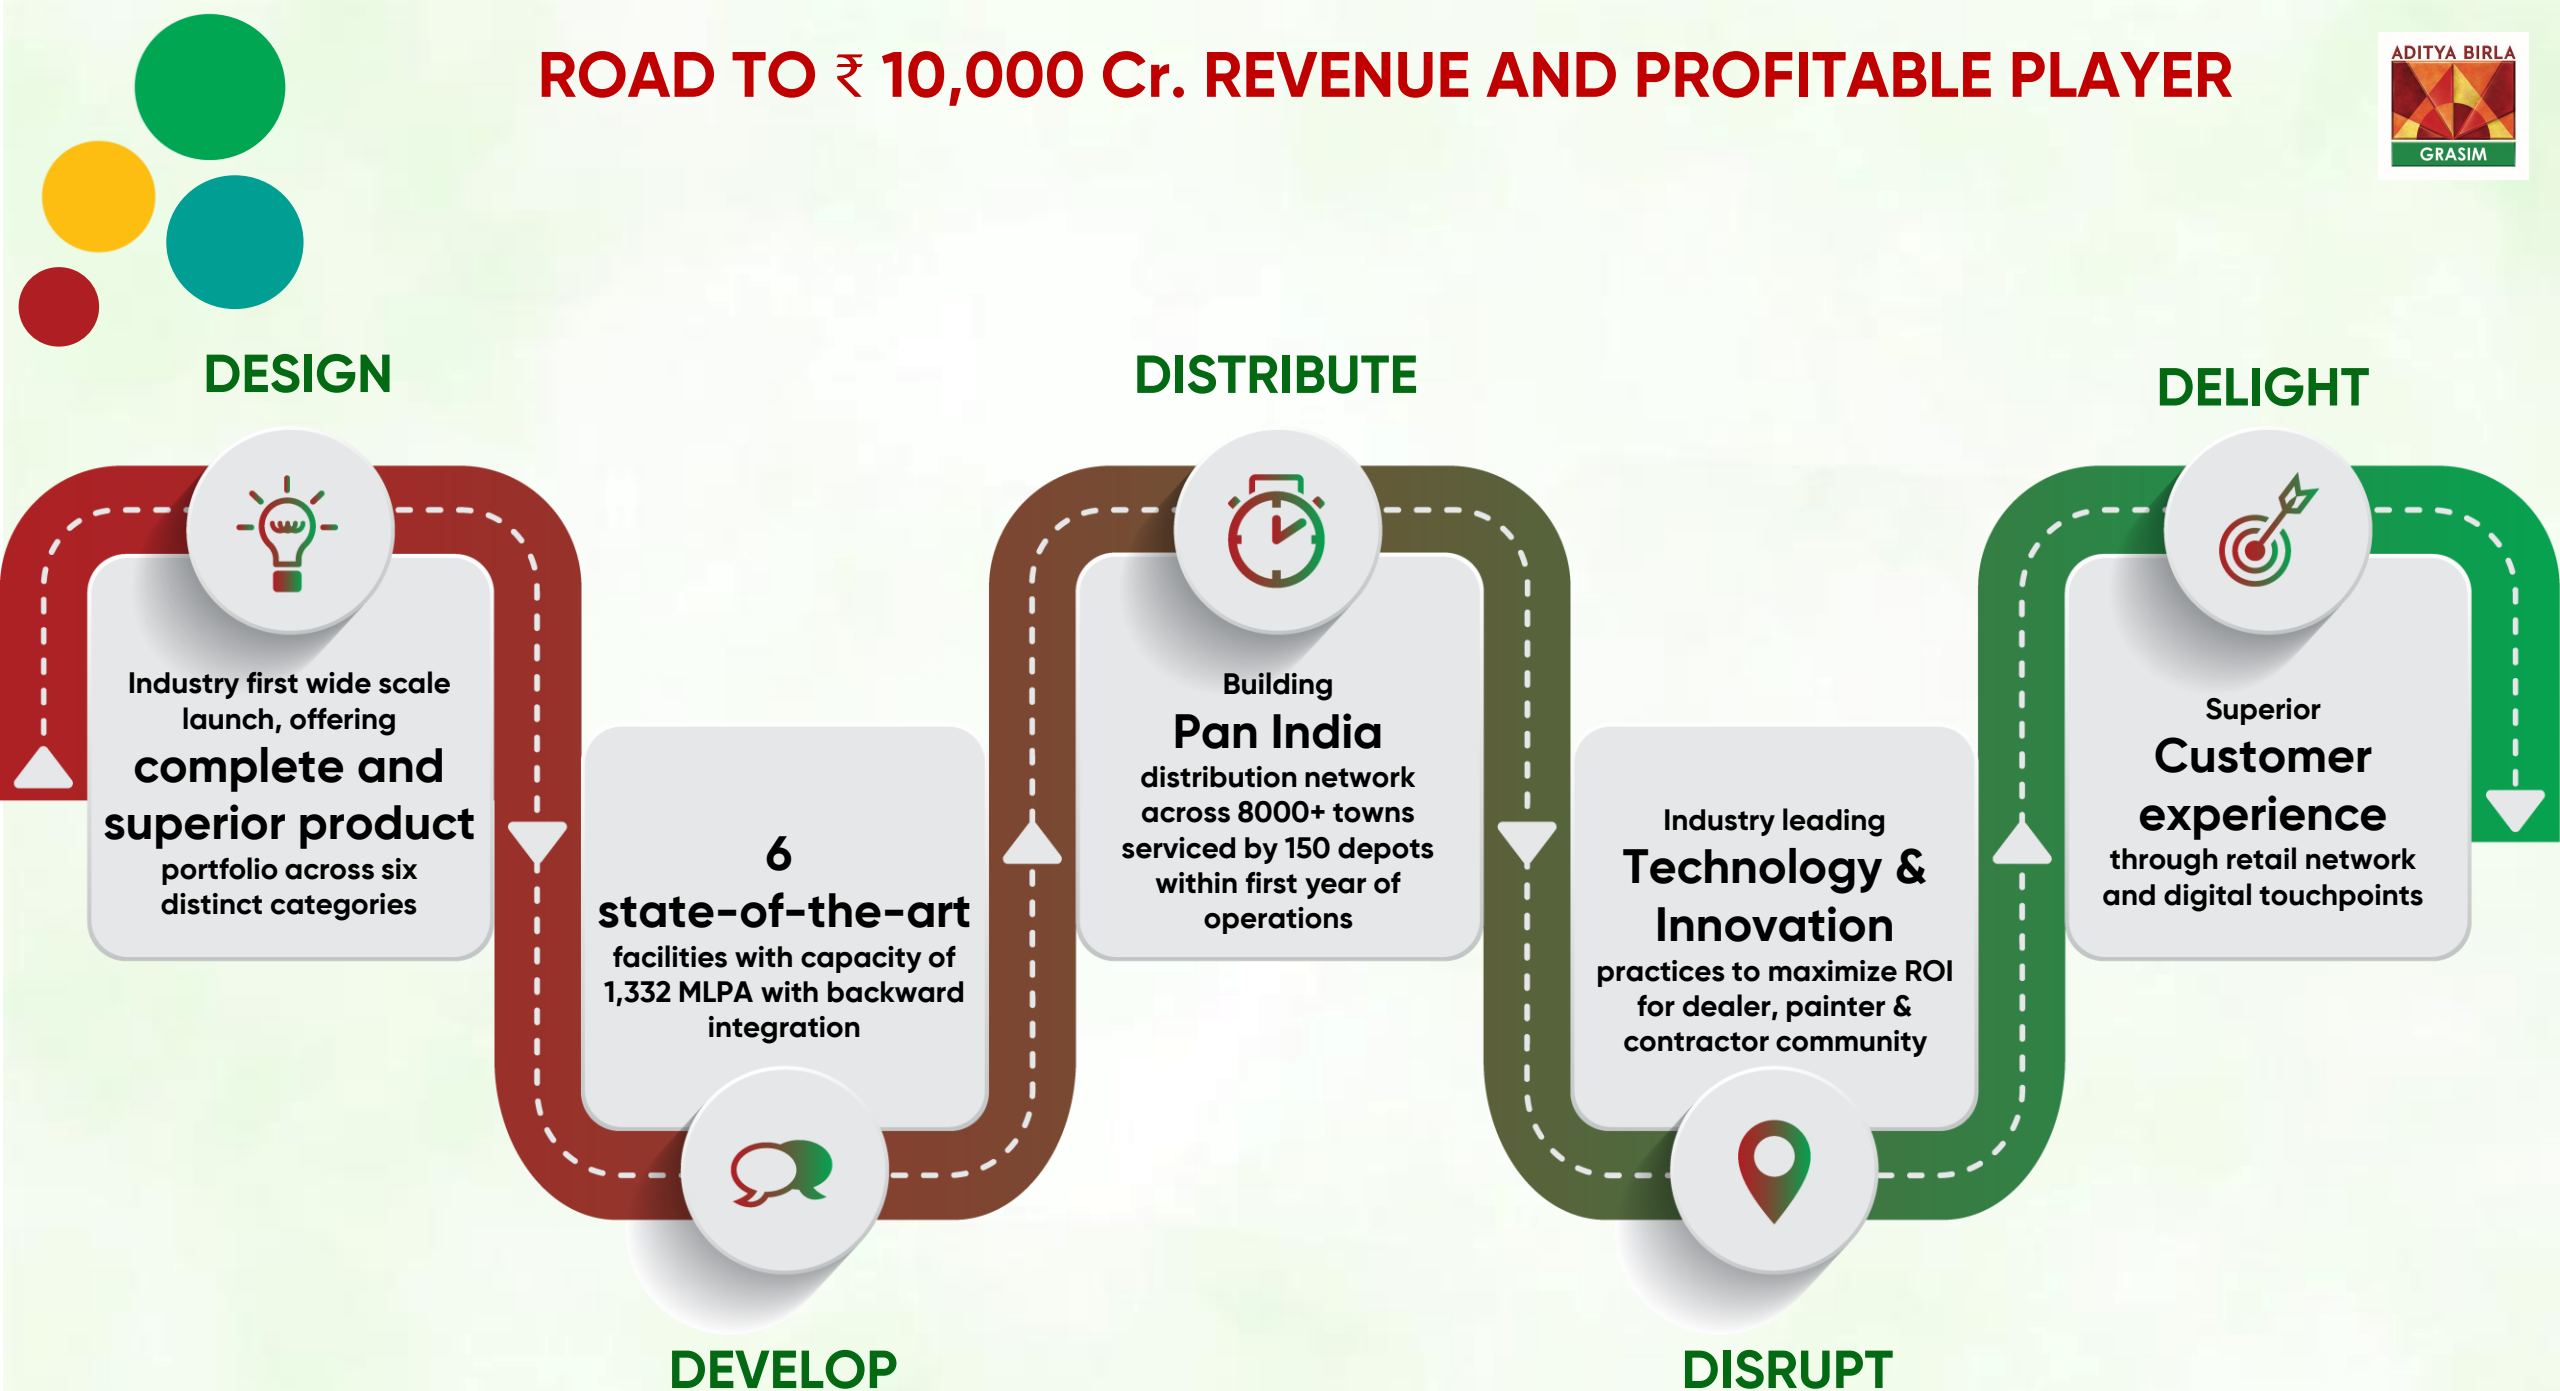 ROAD TO ₹ 10,000 Cr. REVENUE AND PROFITABLE PLAYER
ADITYA BIRLA
GRASIM
DESIGN
Industry first wide scale
launch, offering
complete and
superior product
portfolio across six
distinct categories
6
state-of-the-art
facilities with capacity of
1,332 MLPA with backward
integration
DEVELOP
DISTRIBUTE
Building
Pan India
distribution network
across 8000+ towns
serviced by 150 depots
within first year of
operations
Industry leading
Technology &
Innovation
practices to maximize ROI
for dealer, painter &
contractor community
DISRUPT
DELIGHT
Superior
Customer
experience
through retail network
and digital touchpoints